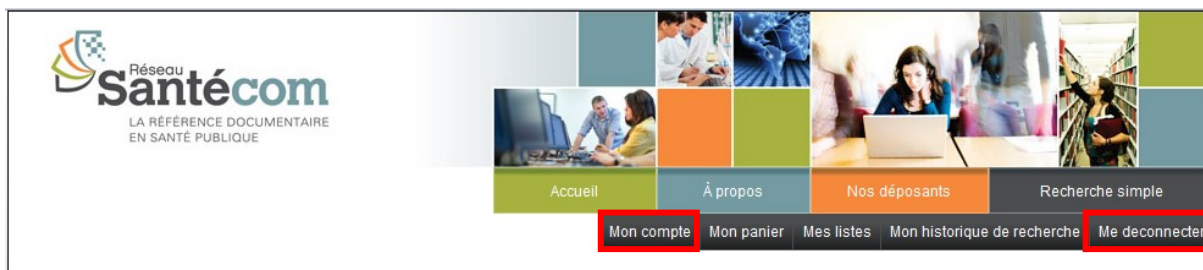 Réseau
Santécom
LA RÉFÉRENCE DOCUMENTAIRE
EN SANTÉ PUBLIQUE
Accueil À propos Nos déposants Recherche simple
Mon compte Mon panier Mes listes Mon historique de recherche Me deconnecter